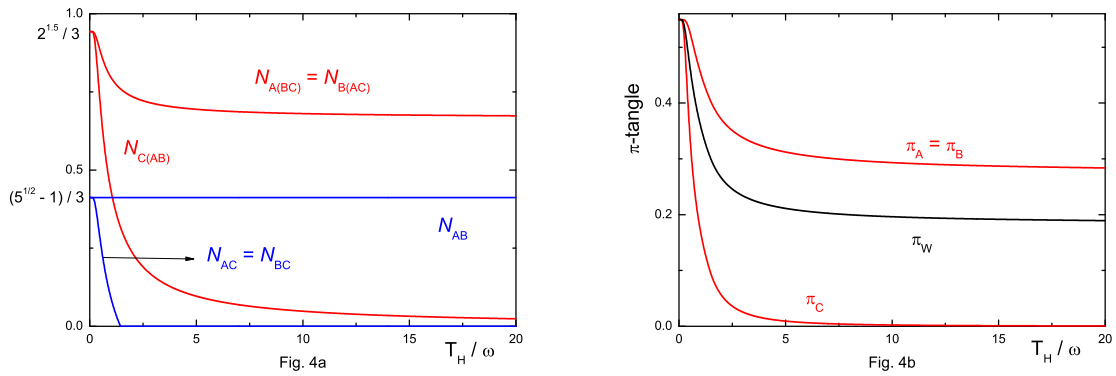 1.0
2^1.5 / 3
N_A(BC) = N_B(AC)
N_C(AB)
0.5
(5^1/2 - 1) / 3
N_AB
N_AC = N_BC
0.0
0
5
10
15
20
T_H / ω
Fig. 4a
π-tangle
0.4
π_A = π_B
0.2
π_W
π_C
0.0
0
5
10
15
20
T_H / ω
Fig. 4b